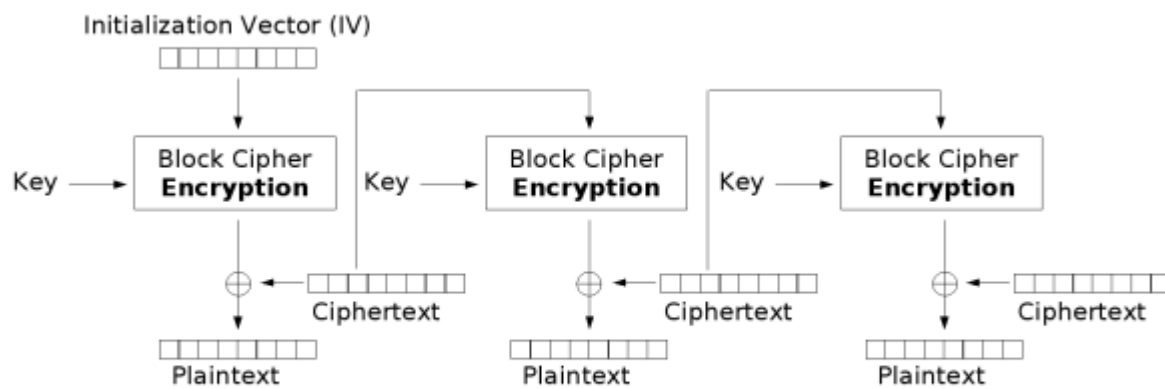 Initialization Vector (IV)
Key
Block Cipher
Encryption
Key
Block Cipher
Encryption
Key
Block Cipher
Encryption
Ciphertext
Ciphertext
Ciphertext
Plaintext
Plaintext
Plaintext